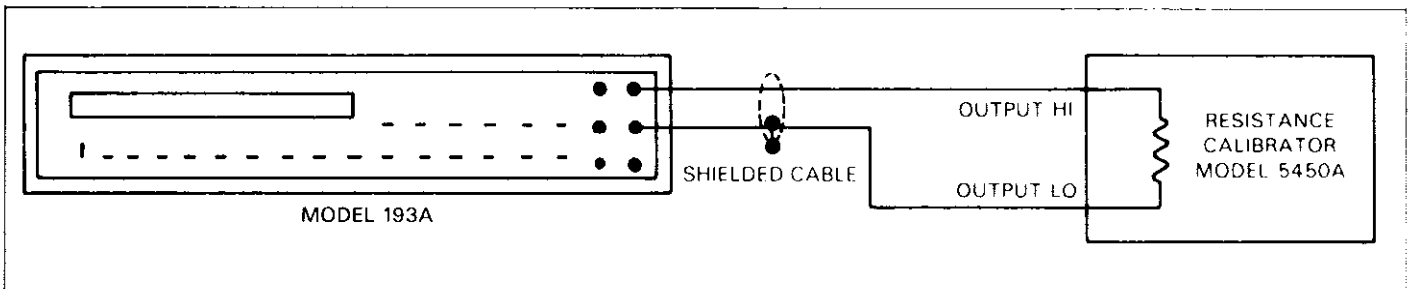 OUTPUT HI
RESISTANCE
CALIBRATOR
MODEL 5450A
SHIELDED CABLE
OUTPUT LO
MODEL 193A